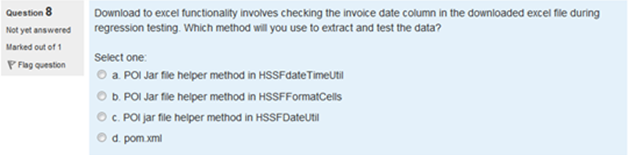 Question 8
Not yet answered
Marked out of 1
Flag question
Download to excel functionality involves checking the invoice date column in the downloaded excel file during
regression testing. Which method will you use to extract and test the data?
Select one:
a. POI Jar file helper method in HSSFdateTimeUtil
b. POI Jar file helper method in HSSFFormatCells
c. POI jar file helper method in HSSFDateUtil
d. pom.xml